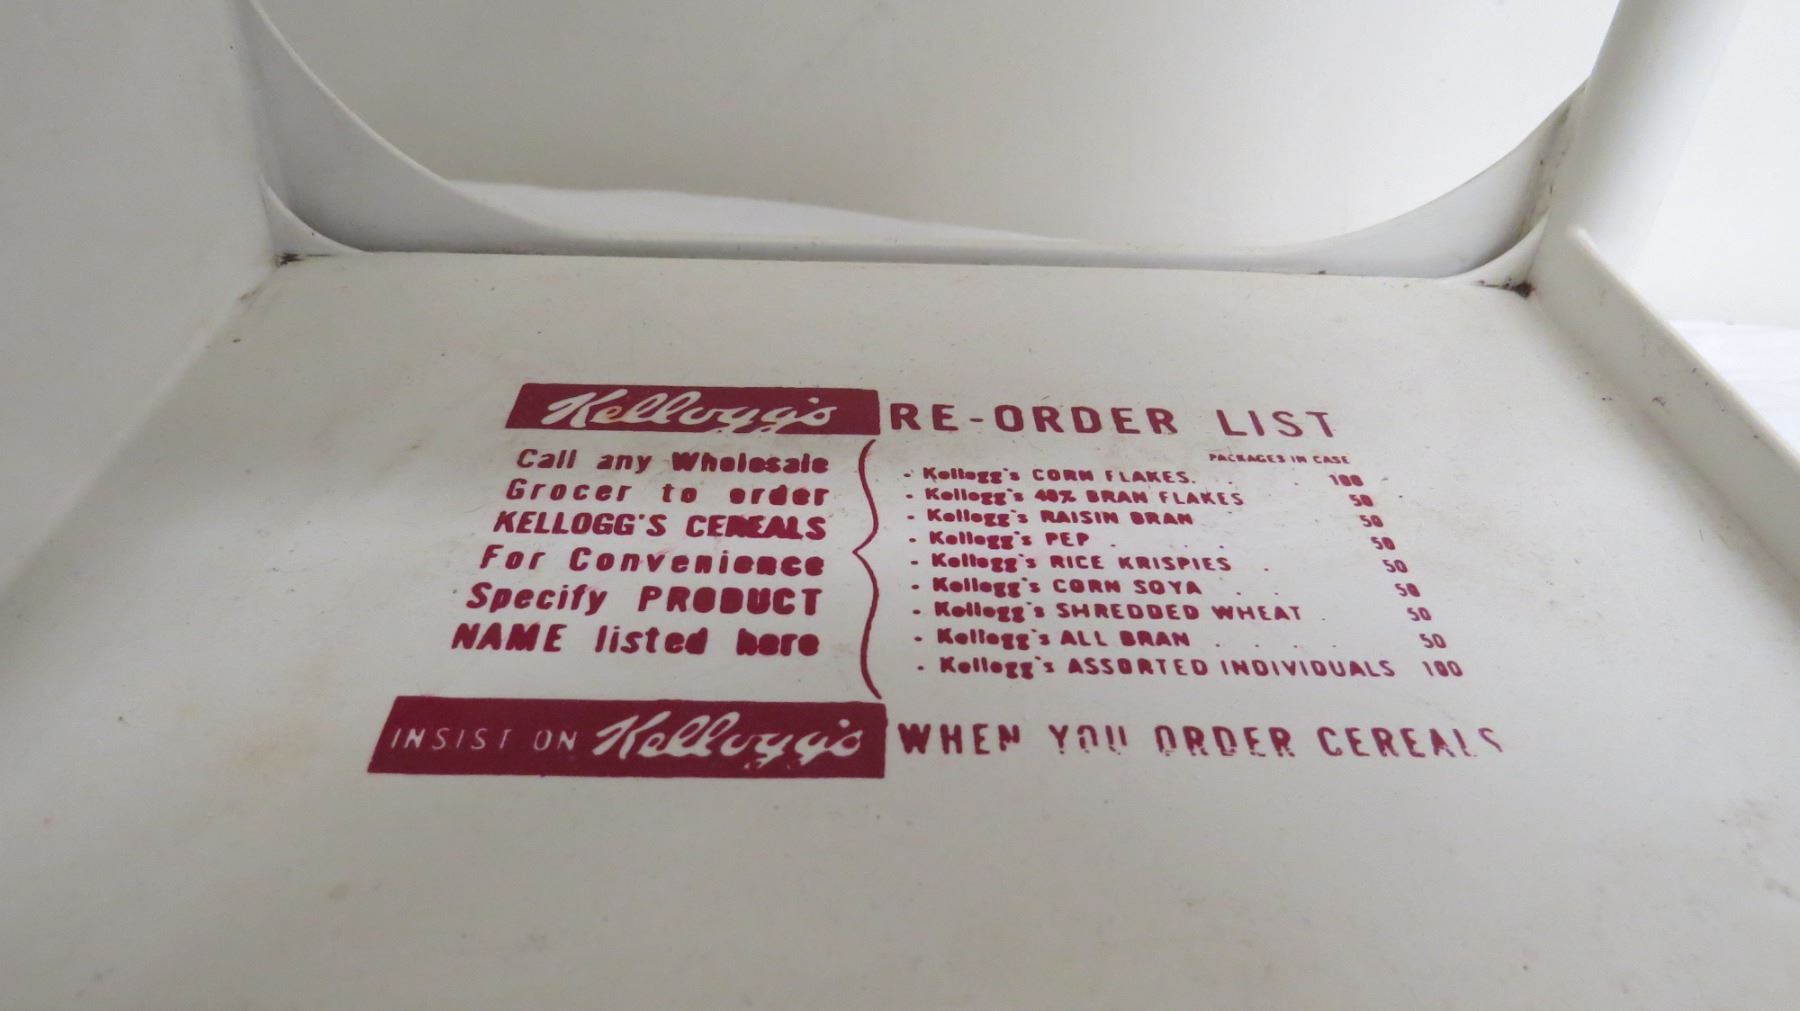 Kellogg's RE-ORDER LIST
Call any Wholesale
Grocer to order
KELLOGG'S CEREALS
For Convenience
Specify PRODUCT
NAME listed here
PACKAGES IN CASE
• Kellogg's CORN FLAKES. . . 100
• Kellogg's 40% BRAN FLAKES 50
• Kellogg's RAISIN BRAN 50
• Kellogg's PEP . . . . 50
• Kellogg's RICE KRISPIES . 50
• Kellogg's CORN SOYA . . 50
• Kellogg's SHREDDED WHEAT . 50
• Kellogg's ALL BRAN . . . . 50
• Kellogg's ASSORTED INDIVIDUALS 100
INSIST ON Kellogg's WHEN YOU ORDER CEREALS